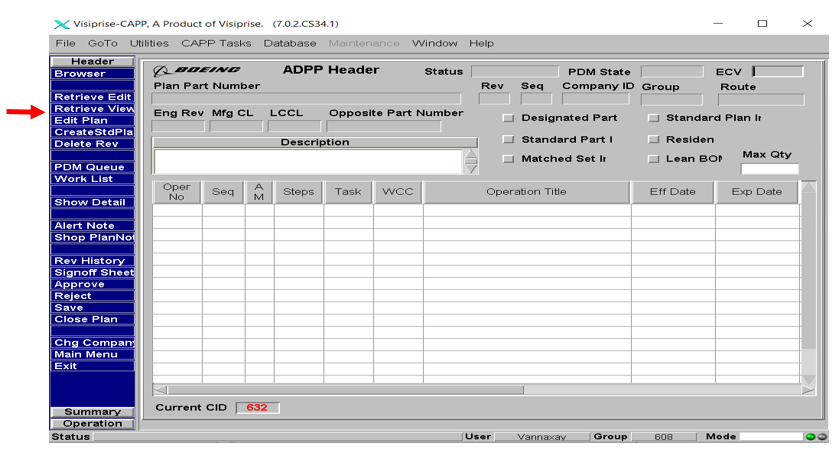 Visiprise-CAPP, A Product of Visiprise. (7.0.2.CS34.1)
File GoTo Utilities CAPP Tasks Database Maintenance Window Help
Header
Browser
Retrieve Edit
Retrieve View
Edit Plan
CreateStdPla
Delete Rev
PDM Queue
Work List
Show Detail
Alert Note
Shop PlanNot
Rev History
Signoff Sheet
Approve
Reject
Save
Close Plan
Chg Company
Main Menu
Exit
Summary
Operation
BOEING ADPP Header Status PDM State ECV
Plan Part Number Rev Seq Company ID Group Route
Eng Rev Mfg CL LCCL Opposite Part Number
Designated Part Standard Plan Ir
Description Standard Part I Residen
Matched Set Ir Lean BOM Max Qty
Oper No Seq A M Steps Task WCC Operation Title Eff Date Exp Date
Current CID 632
Status User Vannaxay Group 608 Mode